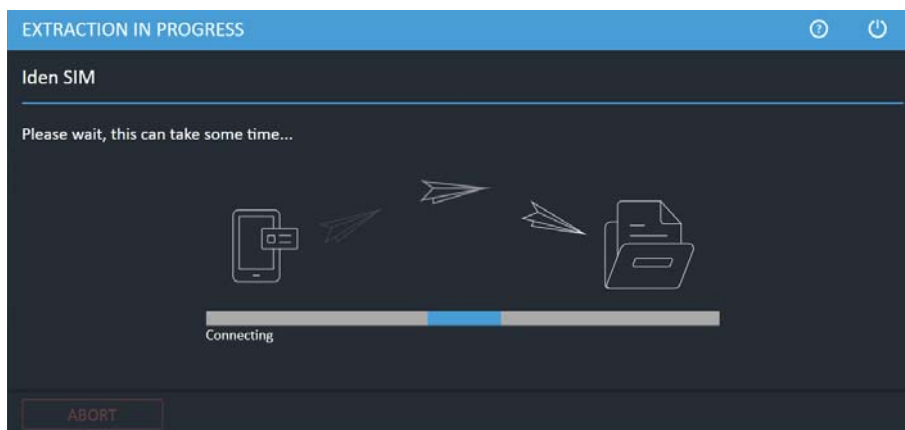 EXTRACTION IN PROGRESS
Iden SIM
Please wait, this can take some time...
Connecting
ABORT